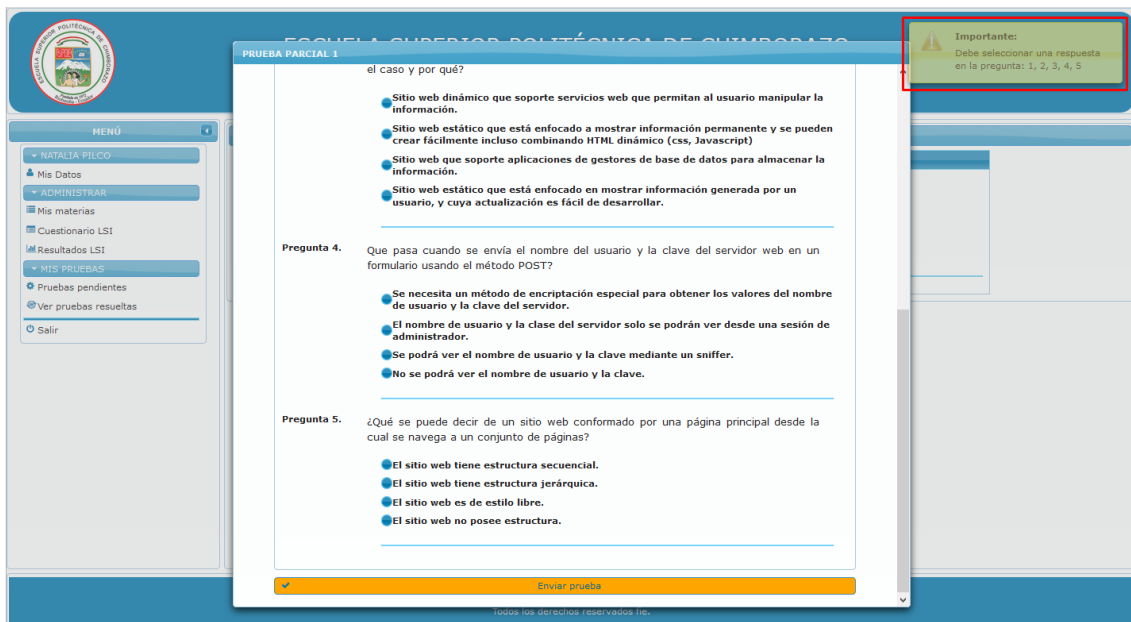 ESCUELA SUPERIOR POLITÉCNICA DE CHIMBORAZO
Importante:
Debe seleccionar una respuesta
en la pregunta: 1, 2, 3, 4, 5
PRUEBA PARCIAL 1
el caso y por qué?
Sitio web dinámico que soporte servicios web que permitan al usuario manipular la
información.
Sitio web estático que está enfocado a mostrar información permanente y se pueden
crear fácilmente incluso combinando HTML dinámico (css, Javascript)
Sitio web que soporte aplicaciones de gestores de base de datos para almacenar la
información.
Sitio web estático que está enfocado en mostrar información generada por un
usuario, y cuya actualización es fácil de desarrollar.
Pregunta 4.
Que pasa cuando se envía el nombre del usuario y la clave del servidor web en un
formulario usando el método POST?
Se necesita un método de encriptación especial para obtener los valores del nombre
de usuario y la clave del servidor.
El nombre de usuario y la clase del servidor solo se podrán ver desde una sesión de
administrador.
Se podrá ver el nombre de usuario y la clave mediante un sniffer.
No se podrá ver el nombre de usuario y la clave.
Pregunta 5.
¿Qué se puede decir de un sitio web conformado por una página principal desde la
cual se navega a un conjunto de páginas?
El sitio web tiene estructura secuencial.
El sitio web tiene estructura jerárquica.
El sitio web es de estilo libre.
El sitio web no posee estructura.
Enviar prueba
MENÚ
NATALIA PILCO
Mis Datos
ADMINISTRAR
Mis materias
Cuestionario LSI
Resultados LSI
MIS PRUEBAS
Pruebas pendientes
Ver pruebas resueltas
Salir
Todos los derechos reservados fie.